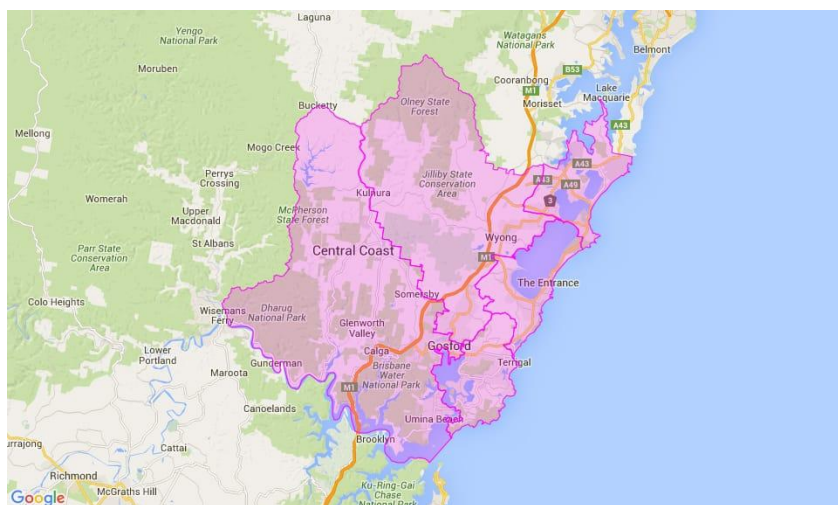 Laguna
Yengo
National Park
Watagans
National Park
Belmont
Moruben
Cooranbong
B53
M1
Morisset
Lake
Macquarie
Olney State
Forest
Bucketty
Mellong
Mogo Creek
A43
A43
Perrys
Crossing
Jilliby State
Conservation
Area
A43
A49
Kulnura
3
Womerah
Upper
Macdonald
McPherson
State Forest
St Albans
Wyong
Parr State
Conservation
Area
Central Coast
M1
The Entrance
Colo Heights
Somersby
Wisemans
Ferry
Dharug
National Park
Glenworth
Valley
Gosford
Lower
Portland
Calga
Gunderman
Terrigal
Maroota
Brisbane
Water
National Park
M1
Canoelands
Umina Beach
Brooklyn
Cattai
urrajong
Richmond
McGraths Hill
Ku-Ring-Gai
Chase
National Park
Google